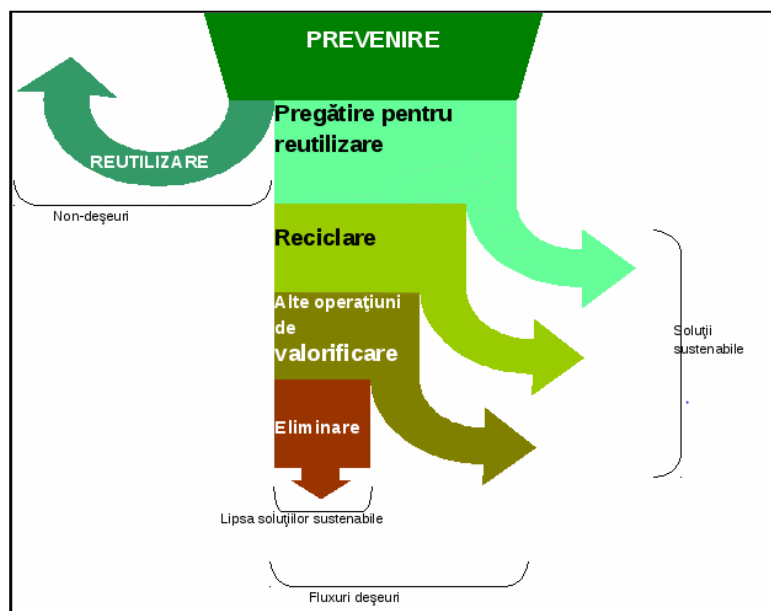 PREVENIRE
Pregătire pentru
reutilizare
REUTILIZARE
Non-deşeuri
Reciclare
Alte operaţiuni
de
valorificare
Soluţii
sustenabile
Eliminare
Lipsa soluţiilor sustenabile
Fluxuri deşeuri